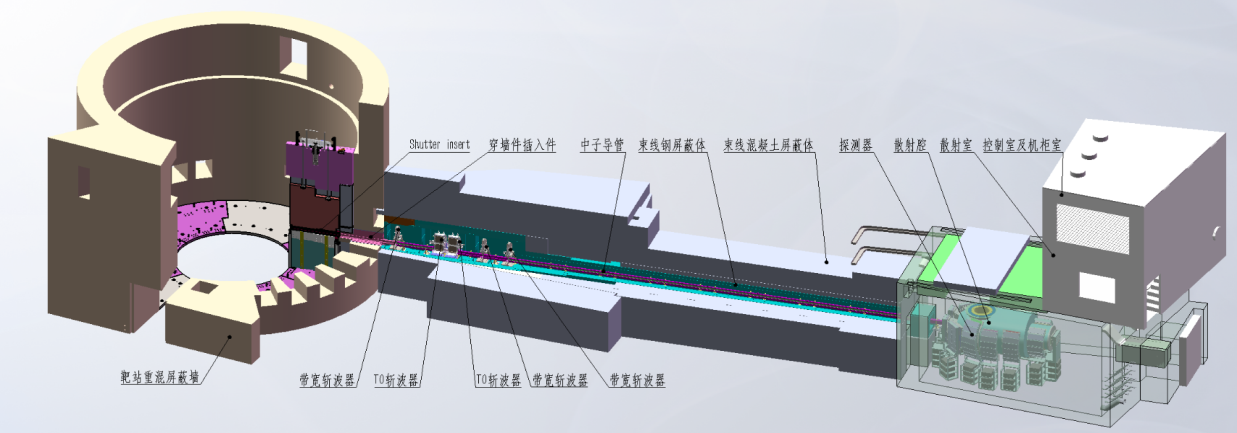 Shutter insert
穿墙件插入件
中子导管
束线钢屏蔽体
束线混凝土屏蔽体
探测器
散射腔
散射室
控制室及机柜室
靶站重混屏蔽墙
带宽斩波器
T0斩波器
T0斩波器
带宽斩波器
带宽斩波器